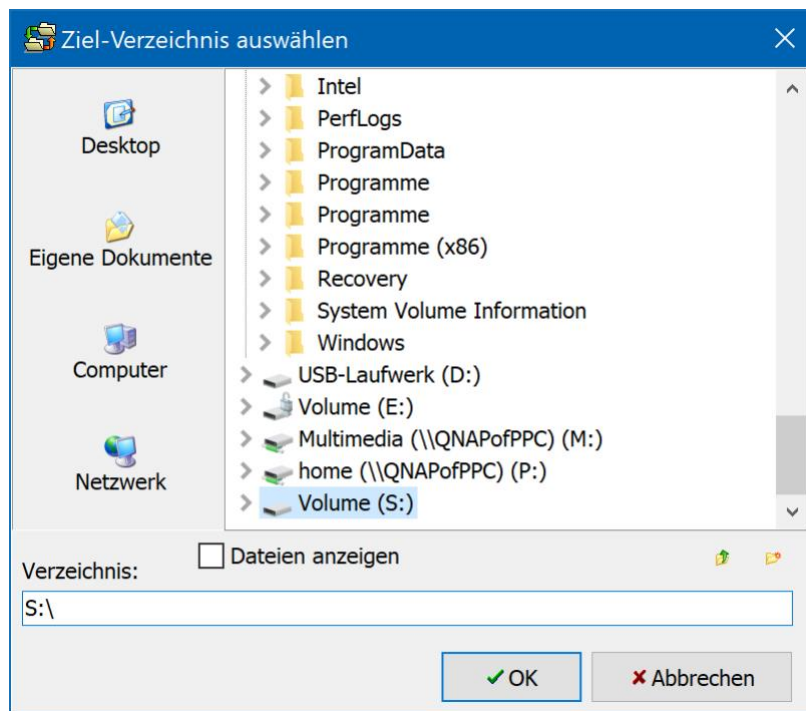 Ziel-Verzeichnis auswählen
Desktop
Eigene Dokumente
Computer
Netzwerk
Intel
PerfLogs
ProgramData
Programme
Programme
Programme (x86)
Recovery
System Volume Information
Windows
USB-Laufwerk (D:)
Volume (E:)
Multimedia (\\QNAPofPPC) (M:)
home (\\QNAPofPPC) (P:)
Volume (S:)
Dateien anzeigen
Verzeichnis:
S:\
OK
Abbrechen